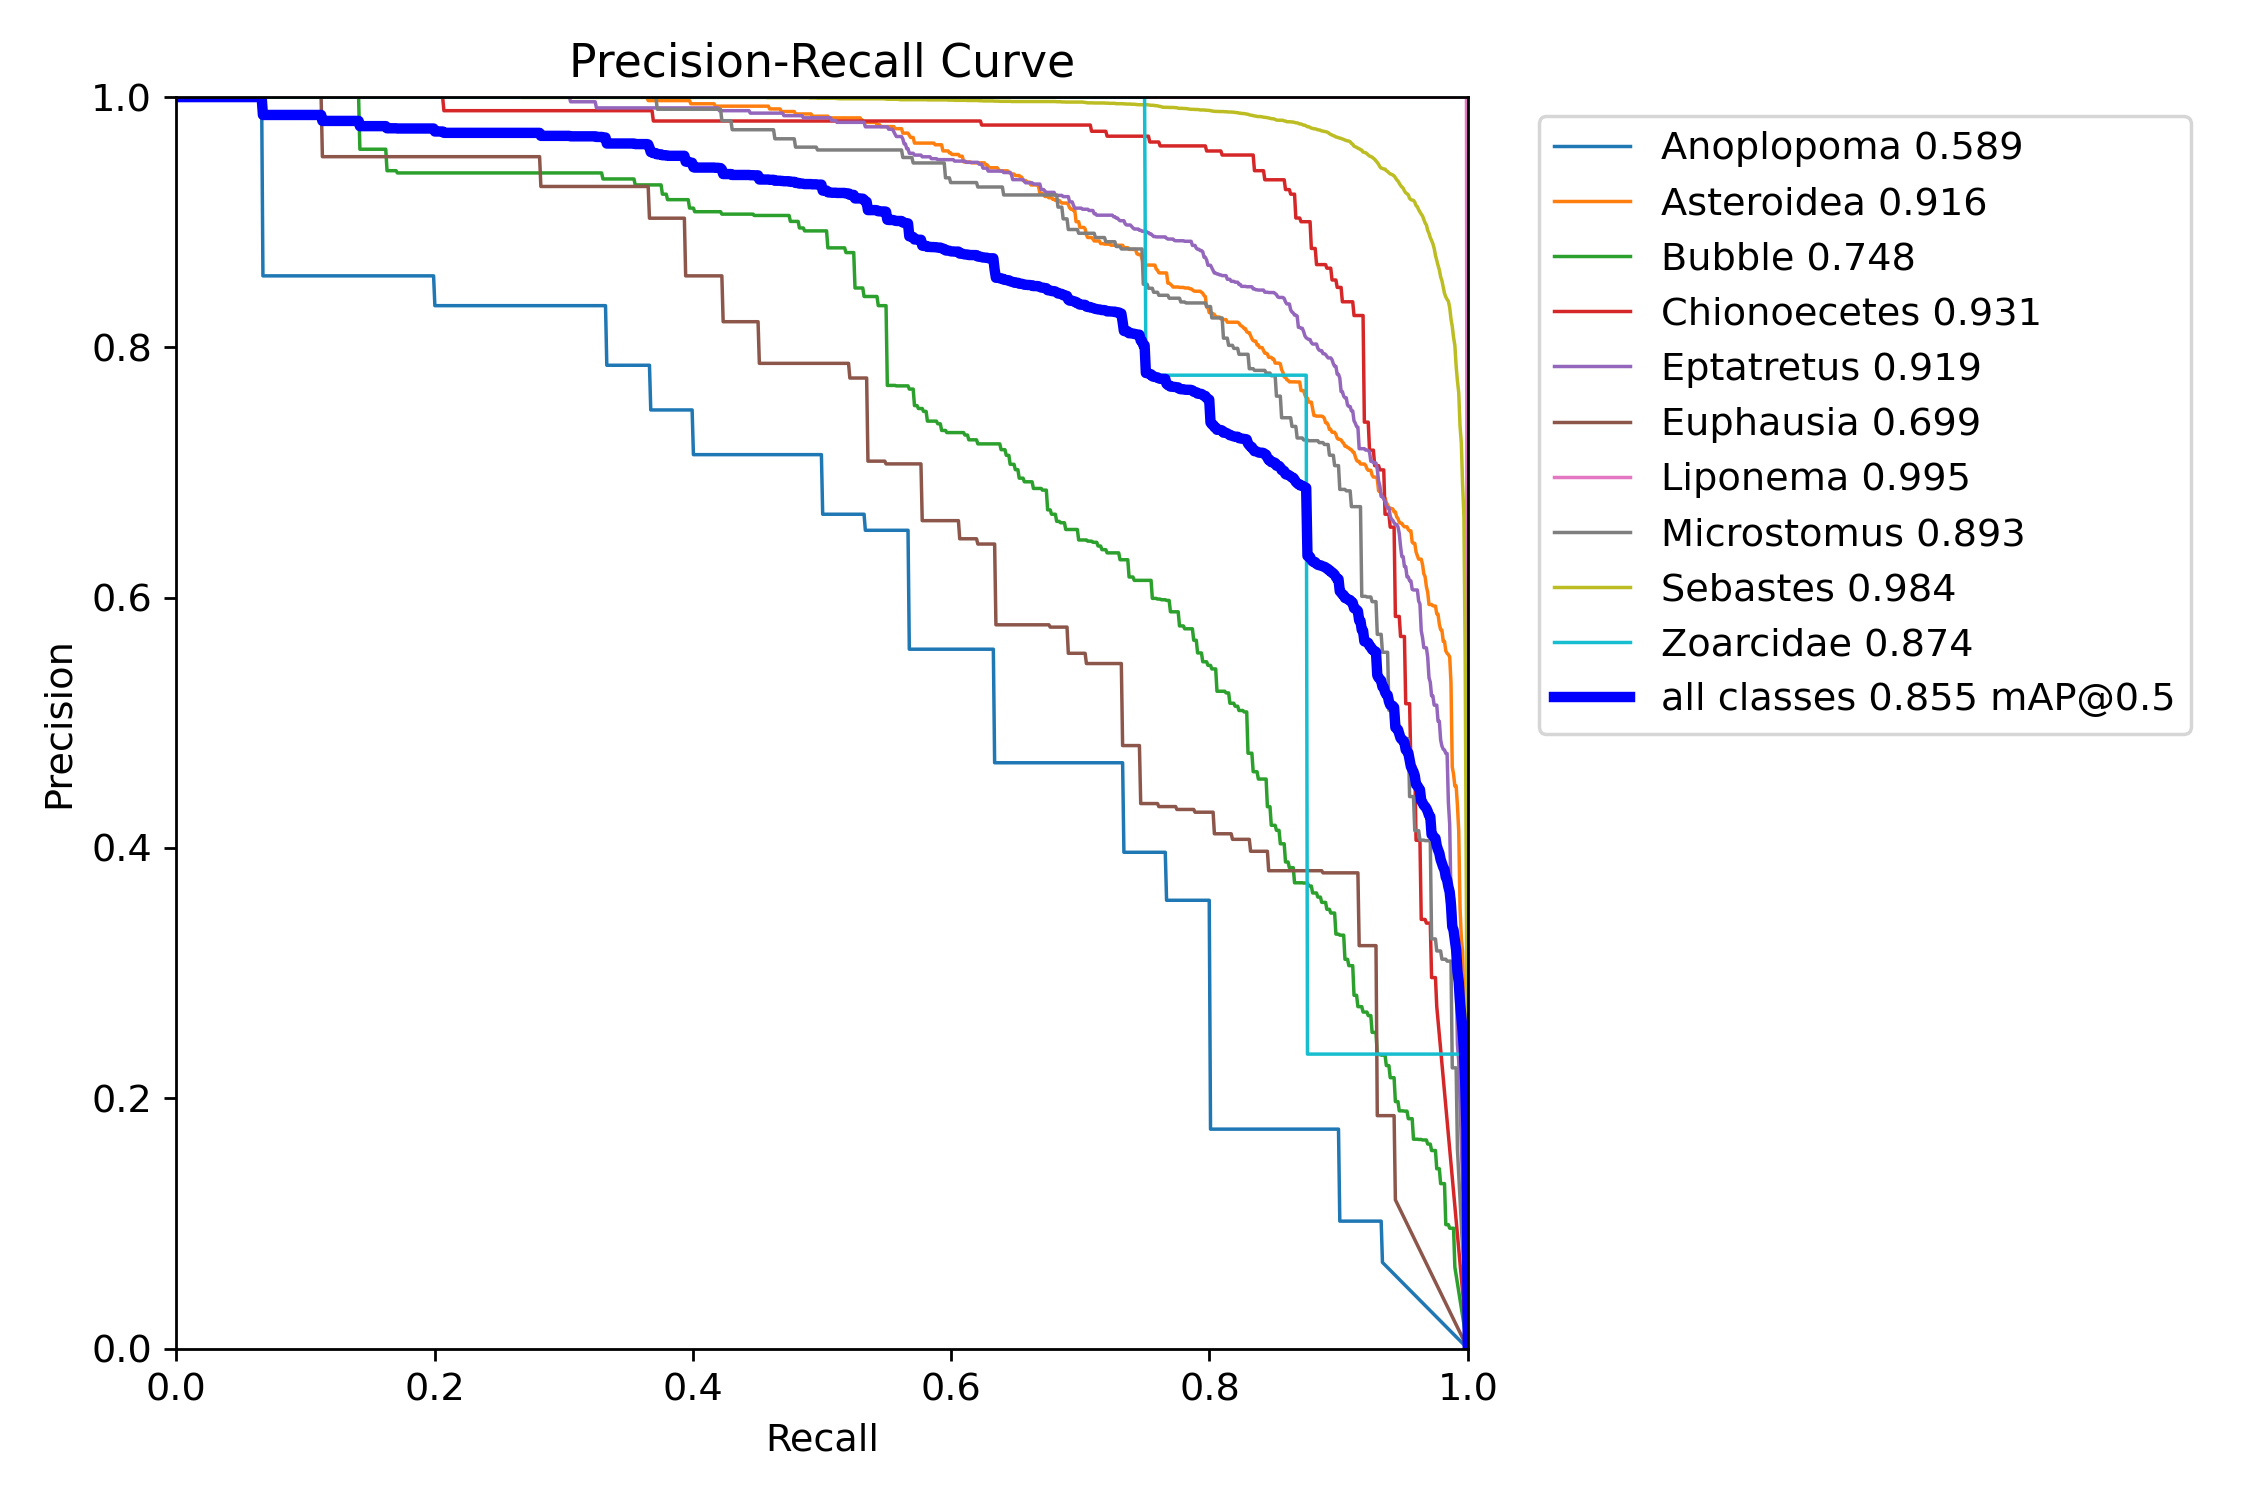 Precision-Recall Curve
1.0
0.8
0.6
0.4
0.2
0.0
Precision
0.0 0.2 0.4 0.6 0.8 1.0
Recall
Anoplopoma 0.589
Asteroidea 0.916
Bubble 0.748
Chionoecetes 0.931
Eptatretus 0.919
Euphausia 0.699
Liponema 0.995
Microstomus 0.893
Sebastes 0.984
Zoarcidae 0.874
all classes 0.855 mAP@0.5